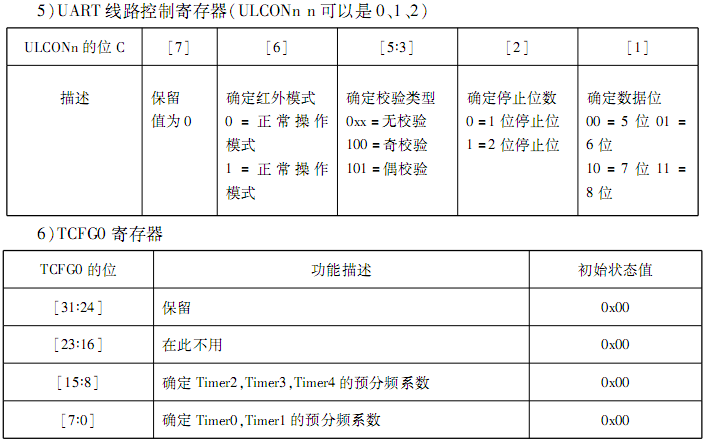 5)UART 线路控制寄存器(ULCONn n 可以是 0、1、2)
ULCONn 的位 C [7] [6] [5:3] [2] [1]
描述 保留 确定红外模式 确定校验类型 确定停止位数 确定数据位
值为 0 0 = 正常操作 0xx = 无校验 0 = 1 位停止位 00 = 5 位 01 =
模式 100 = 奇校验 1 = 2 位停止位 6 位
1 = 正常操作 101 = 偶校验 10 = 7 位 11 =
模式 8 位
6)TCFG0 寄存器
TCFG0 的位 功能描述 初始状态值
[31:24] 保留 0x00
[23:16] 在此不用 0x00
[15:8] 确定 Timer2,Timer3,Timer4 的预分频系数 0x00
[7:0] 确定 Timer0,Timer1 的预分频系数 0x00